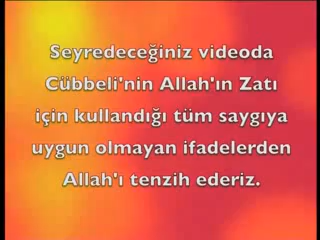 Seyredeceğiniz videoda
Cübbeli'nin Allah'ın Zatı
için kullandığı tüm saygıya
uygun olmayan ifadelerden
Allah'ı tenzih ederiz.